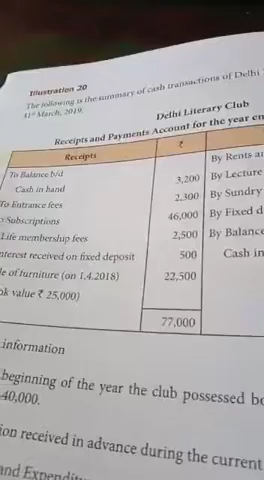 Illustration 20
The following is the summary of cash transactions of Delhi
31st March, 2019.
Delhi Literary Club
Receipts and Payments Account for the year en
Receipts ₹
To Balance b/d By Rents a
Cash in hand 3,200 By Lecture
To Entrance fees 2,300 By Sundry
Subscriptions 46,000 By Fixed d
Life membership fees 2,500 By Balance
nterest received on fixed deposit 500 Cash in
le of furniture (on 1.4.2018) 22,500
ok value ₹ 25,000)
77,000
information
beginning of the year the club possessed bo
40,000.
ion received in advance during the current
and Expenditu